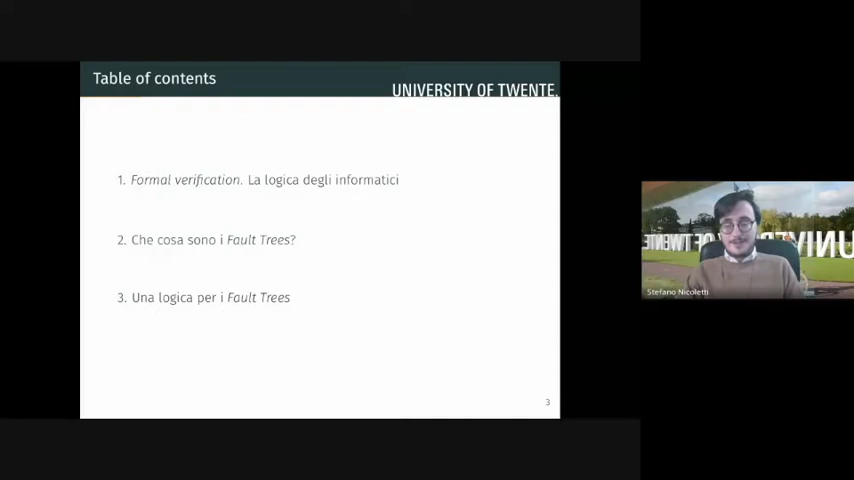 Table of contents
UNIVERSITY OF TWENTE.
1. Formal verification. La logica degli informatici
2. Che cosa sono i Fault Trees?
3. Una logica per i Fault Trees
3
Stefano Nicoletti